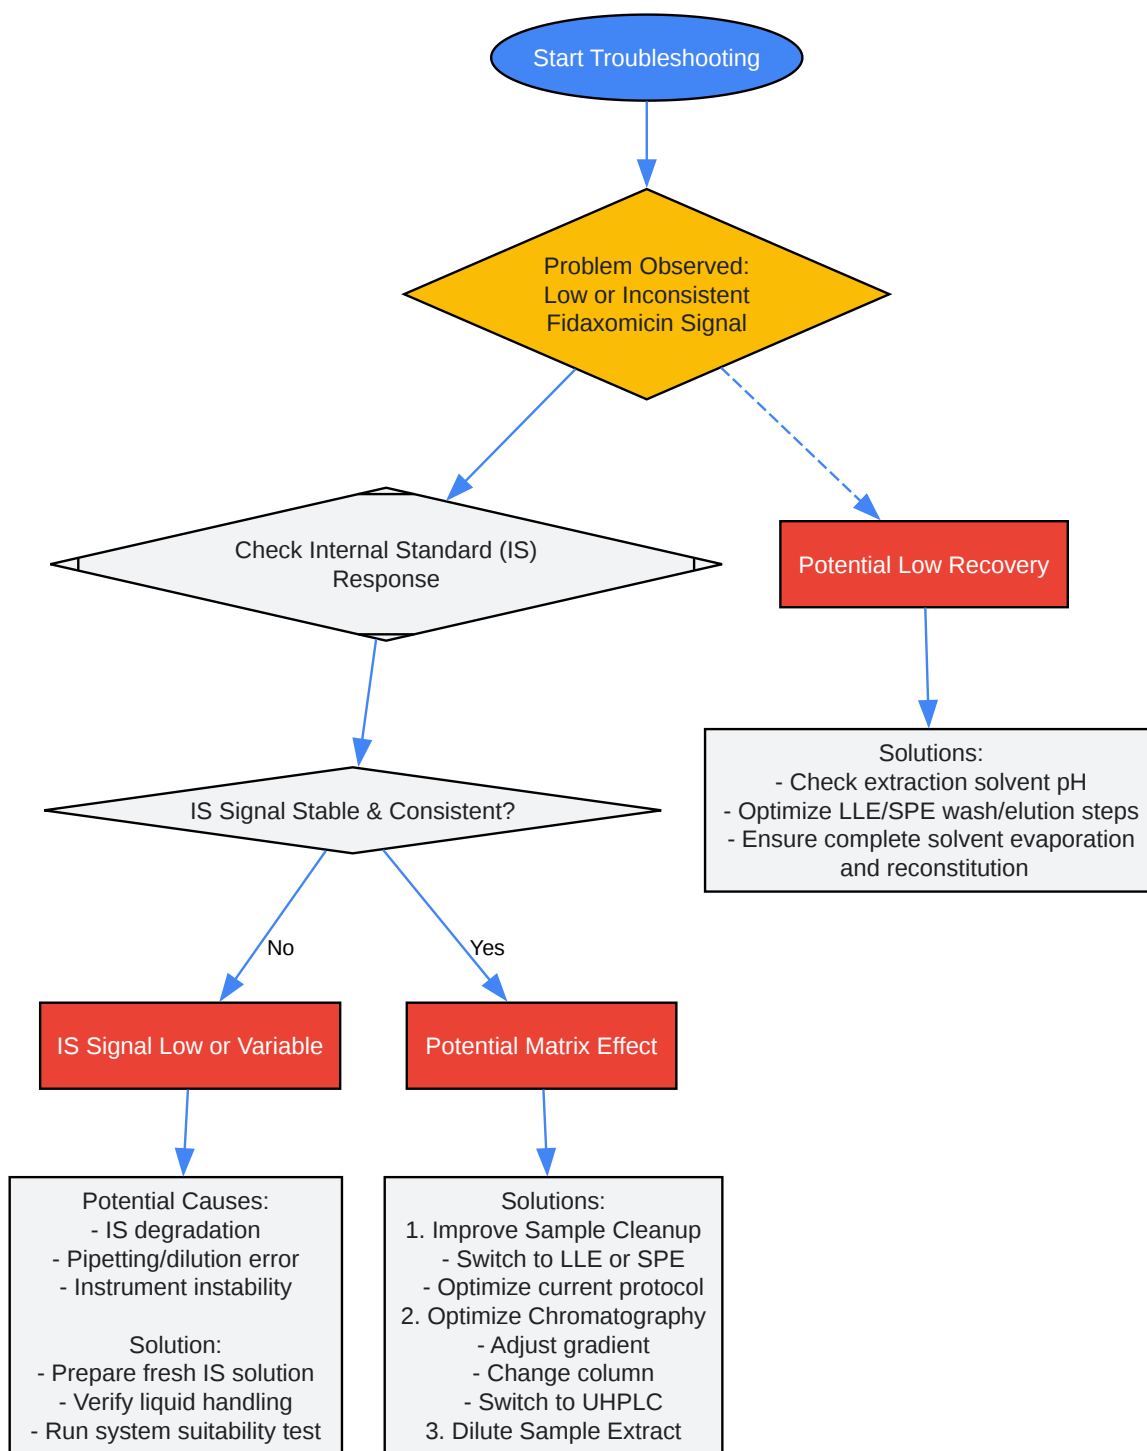 Start Troubleshooting
Problem Observed:
Low or Inconsistent
Fidaxomicin Signal
Check Internal Standard (IS)
Response
Potential Low Recovery
Solutions:
- Check extraction solvent pH
- Optimize LLE/SPE wash/elution steps
- Ensure complete solvent evaporation
and reconstitution
IS Signal Stable & Consistent?
No
Yes
IS Signal Low or Variable
Potential Matrix Effect
Potential Causes:
- IS degradation
- Pipetting/dilution error
- Instrument instability
Solution:
- Prepare fresh IS solution
- Verify liquid handling
- Run system suitability test
Solutions:
1. Improve Sample Cleanup
- Switch to LLE or SPE
- Optimize current protocol
2. Optimize Chromatography
- Adjust gradient
- Change column
- Switch to UHPLC
3. Dilute Sample Extract